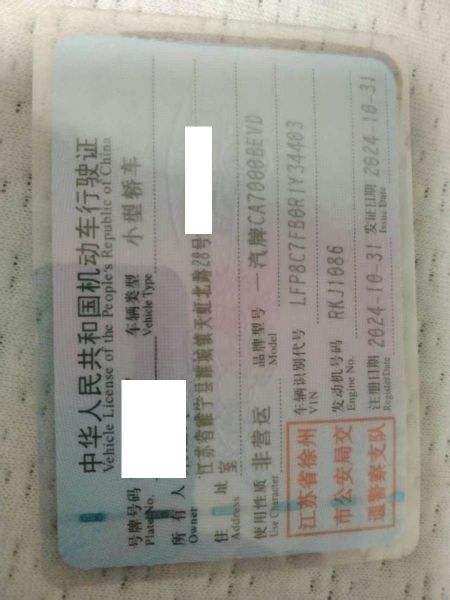 中华人民共和国机动车行驶证
Vehicle License of the People's Republic of China
号牌号码 车辆类型 小型轿车
Plate No. Vehicle Type
所有人
Owner
住址 江苏省睢宁县睢城镇天虹北路28号
Address 室
使用性质 非营运 品牌型号 一汽牌CA7000BEVD
Use Character Model
江苏省徐州
市公安局交
通警察支队
车辆识别代号 LFP8C7FB0R1Y34403
VIN
发动机号码 RKJ1086
Engine No.
注册日期 2024-10-31 发证日期 2024-10-31
Register Date Issue Date